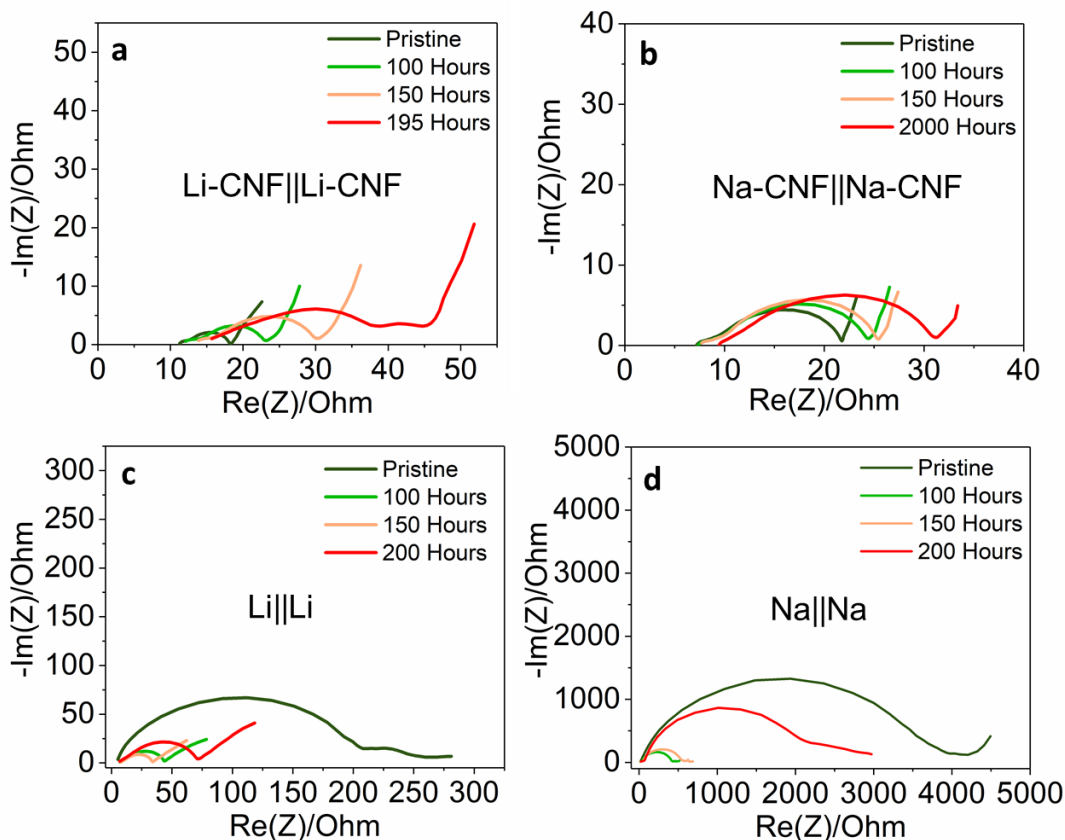 a
Pristine
100 Hours
150 Hours
195 Hours
Li-CNF||Li-CNF
-Im(Z)/Ohm
50
40
30
20
10
0
0 10 20 30 40 50
Re(Z)/Ohm
b
Pristine
100 Hours
150 Hours
2000 Hours
Na-CNF||Na-CNF
-Im(Z)/Ohm
40
30
20
10
0
0 10 20 30 40
Re(Z)/Ohm
c
Pristine
100 Hours
150 Hours
200 Hours
Li||Li
-Im(Z)/Ohm
300
250
200
150
100
50
0
0 50 100 150 200 250 300
Re(Z)/Ohm
d
Pristine
100 Hours
150 Hours
200 Hours
Na||Na
-Im(Z)/Ohm
5000
4000
3000
2000
1000
0
0 1000 2000 3000 4000 5000
Re(Z)/Ohm